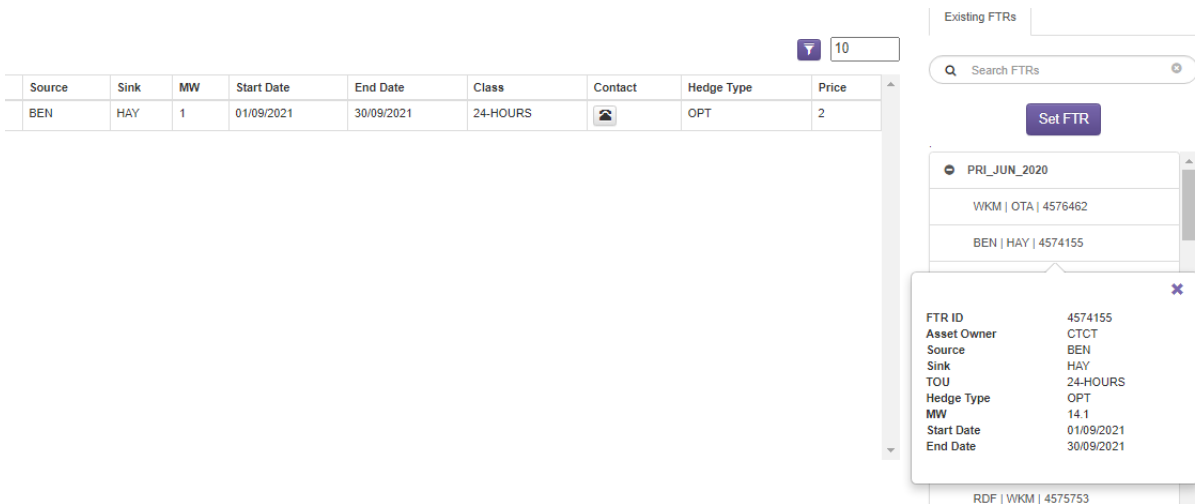 Existing FTRs
10
Search FTRs
Source Sink MW Start Date End Date Class Contact Hedge Type Price
BEN HAY 1 01/09/2021 30/09/2021 24-HOURS OPT 2
Set FTR
PRI_JUN_2020
WKM | OTA | 4576462
BEN | HAY | 4574155
FTR ID 4574155
Asset Owner CTCT
Source BEN
Sink HAY
TOU 24-HOURS
Hedge Type OPT
MW 14.1
Start Date 01/09/2021
End Date 30/09/2021
RDF | WKM | 4575753